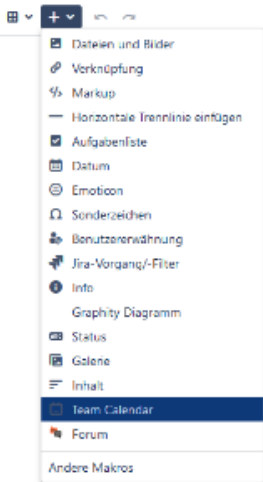 Dateien und Bilder
Verknüpfung
Markup
Horizontale Trennlinie einfügen
Aufgabenliste
Datum
Emoticon
Sonderzeichen
Benutzererwähnung
Jira-Vorgang/-Filter
Info
Graphity Diagramm
Status
Galerie
Inhalt
Team Calendar
Forum
Andere Makros